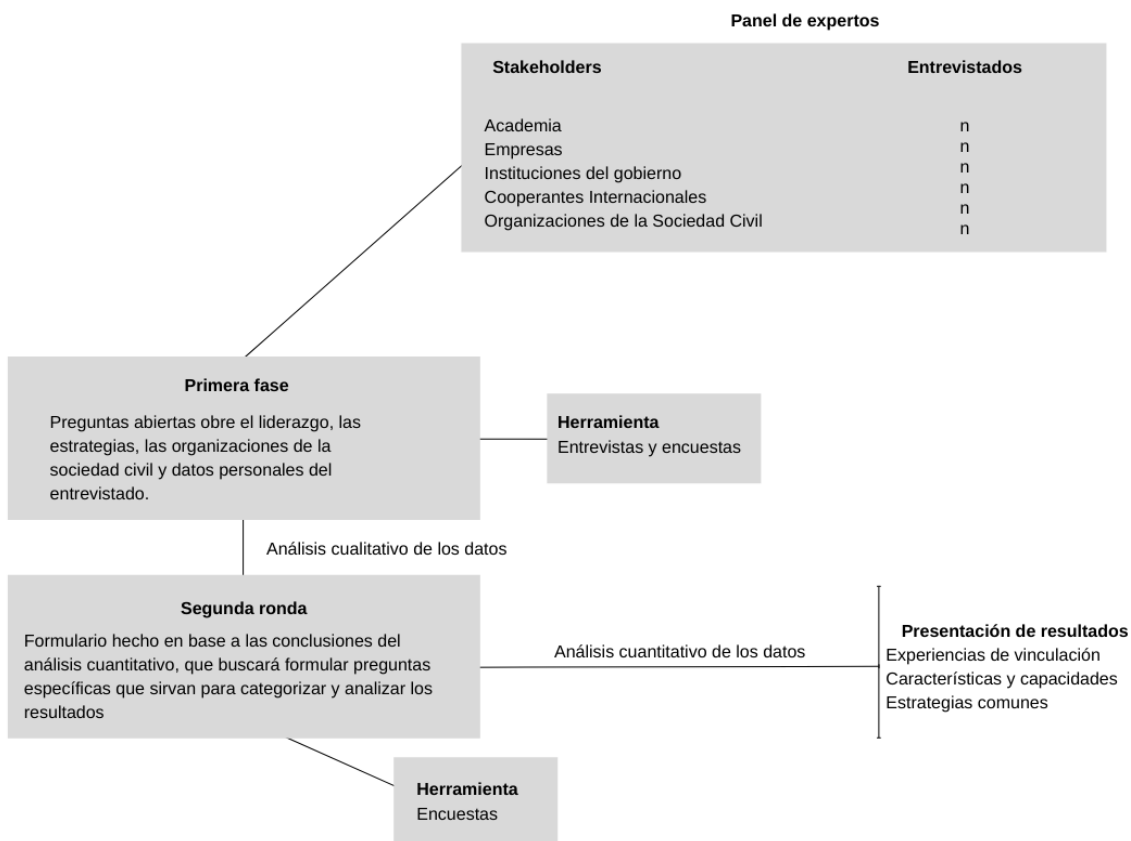 Panel de expertos
Stakeholders
Entrevistados
Academia
Empresas
Instituciones del gobierno
Cooperantes Internacionales
Organizaciones de la Sociedad Civil
n
n
n
n
n
n
Primera fase
Preguntas abiertas obre el liderazgo, las
estrategias, las organizaciones de la
sociedad civil y datos personales del
entrevistado.
Herramienta
Entrevistas y encuestas
Análisis cualitativo de los datos
Segunda ronda
Formulario hecho en base a las conclusiones del
análisis cuantitativo, que buscará formular preguntas
específicas que sirvan para categorizar y analizar los
resultados
Análisis cuantitativo de los datos
Presentación de resultados
Experiencias de vinculación
Características y capacidades
Estrategias comunes
Herramienta
Encuestas